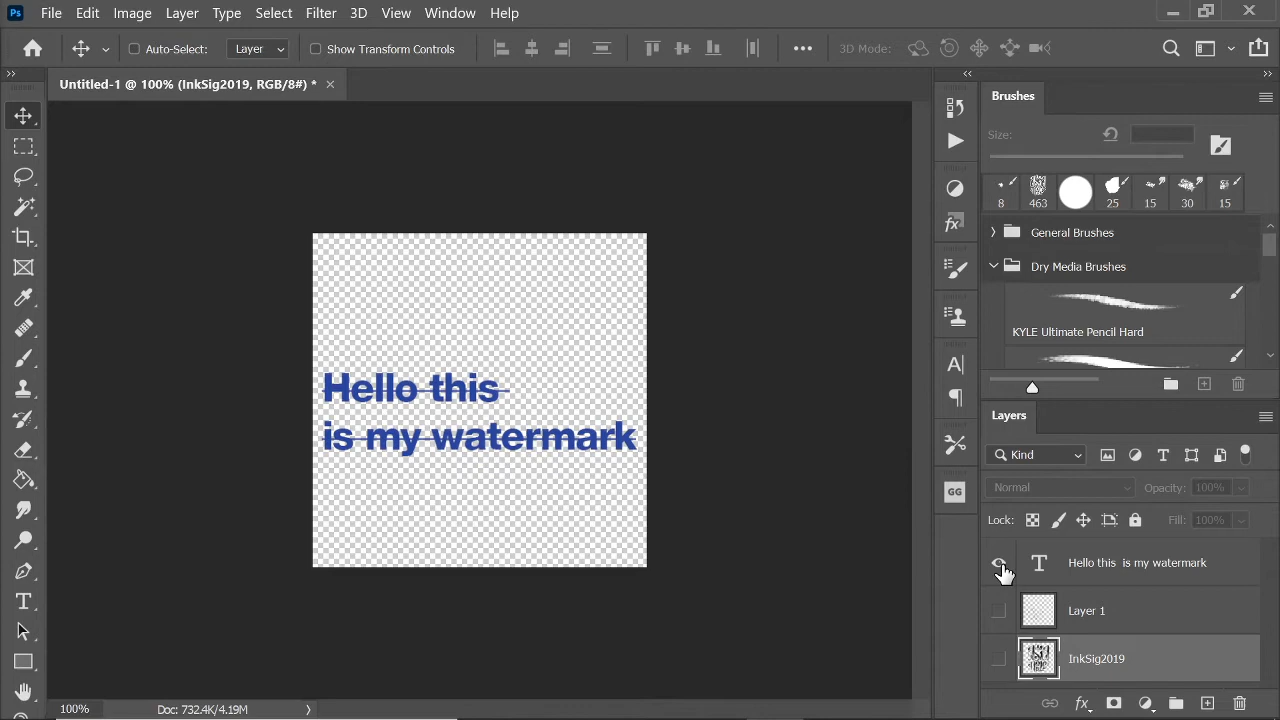 Ps File Edit Image Layer Type Select Filter 3D View Window Help
Auto-Select: Layer Show Transform Controls 3D Mode:
Untitled-1 @ 100% (InkSig2019, RGB/8#) *
Brushes
Size:
8 463 25 15 30 15
General Brushes
Dry Media Brushes
KYLE Ultimate Pencil Hard
Hello this
is my watermark
GG
Layers
Kind
Normal Opacity: 100%
Lock: Fill: 100%
Hello this is my watermark
Layer 1
InkSig2019
fx
100% Doc: 732.4K/4.19M